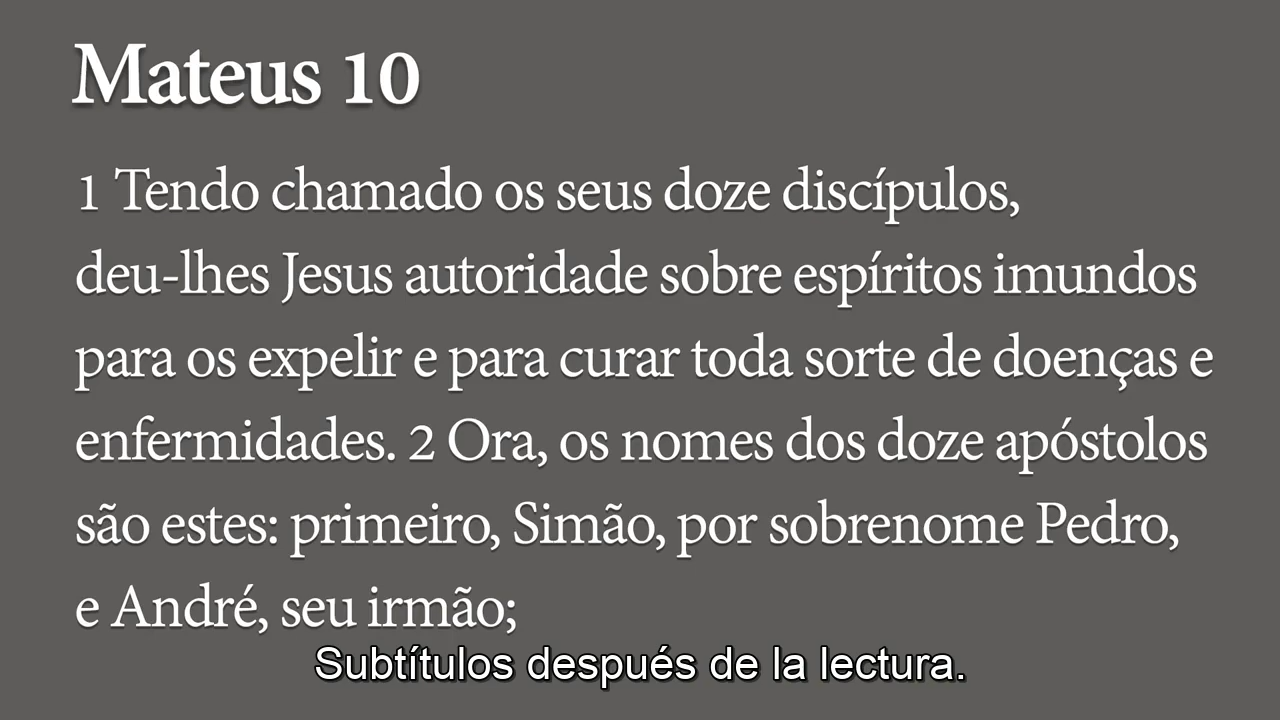 Mateus 10
1 Tendo chamado os seus doze discípulos,
deu-lhes Jesus autoridade sobre espíritos imundos
para os expelir e para curar toda sorte de doenças e
enfermidades. 2 Ora, os nomes dos doze apóstolos
são estes: primeiro, Simão, por sobrenome Pedro,
e André, seu irmão;
Subtítulos después de la lectura.